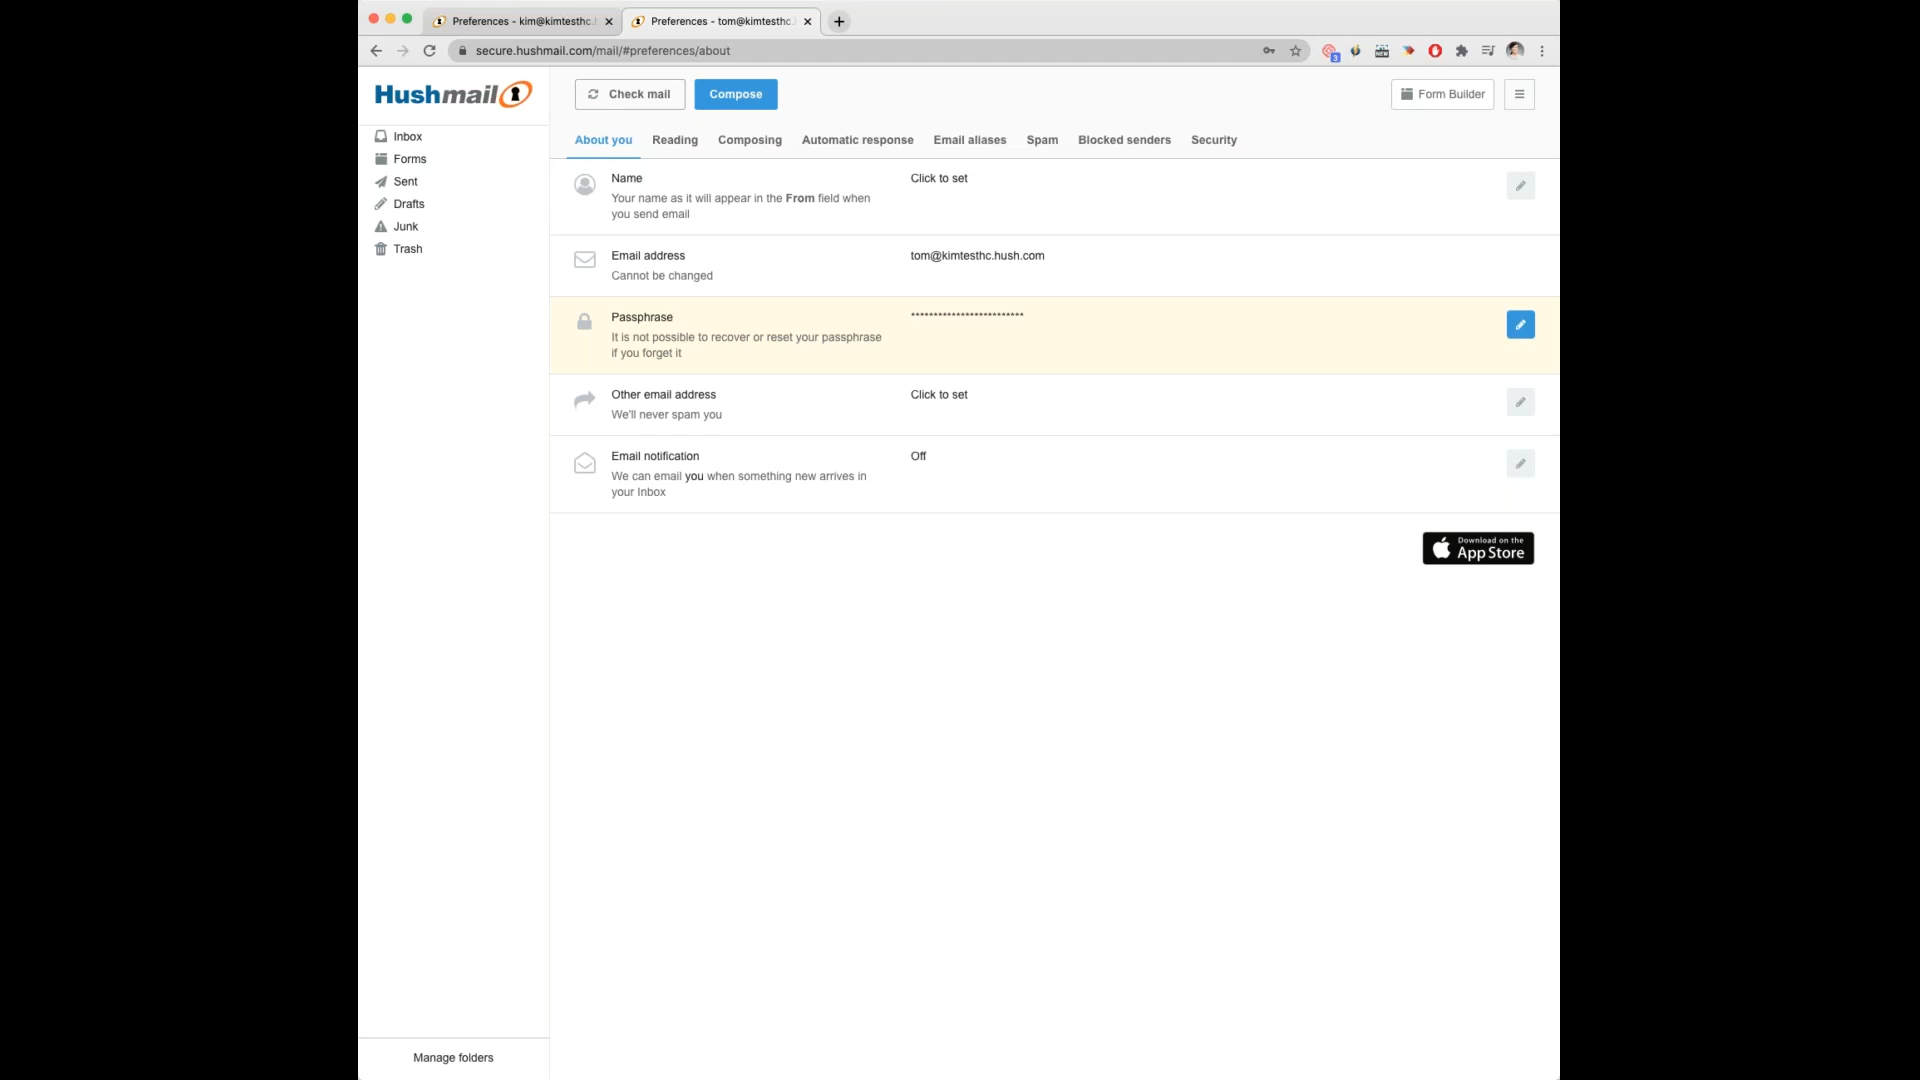 Preferences - kim@kimtesthc.
Preferences - tom@kimtesthc.
secure.hushmail.com/mail/#preferences/about
3
NEW
Hushmail
Check mail
Compose
Form Builder
Inbox
Forms
Sent
Drafts
Junk
Trash
About you
Reading
Composing
Automatic response
Email aliases
Spam
Blocked senders
Security
Name
Your name as it will appear in the From field when
you send email
Click to set
Email address
Cannot be changed
tom@kimtesthc.hush.com
Passphrase
It is not possible to recover or reset your passphrase
if you forget it
*************************
Other email address
We'll never spam you
Click to set
Email notification
We can email you when something new arrives in
your Inbox
Off
Download on the
App Store
Manage folders